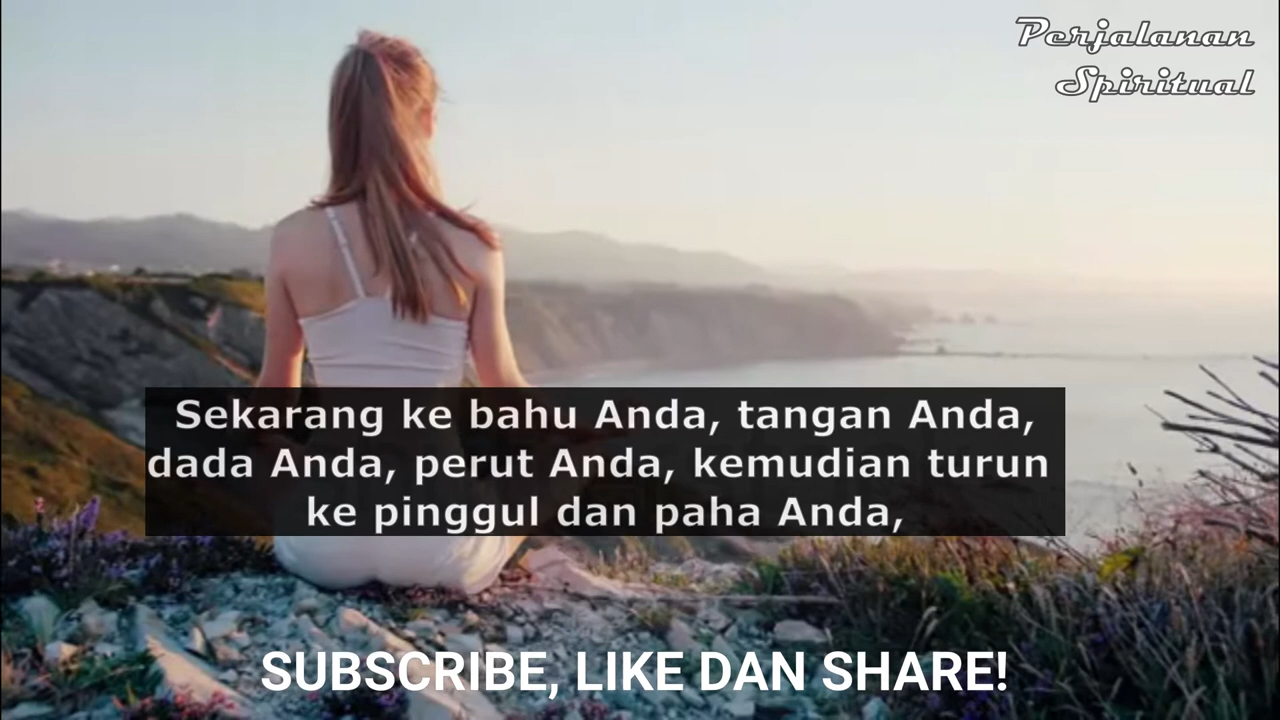 Perjalanan
Spiritual
Sekarang ke bahu Anda, tangan Anda,
dada Anda, perut Anda, kemudian turun
ke pinggul dan paha Anda,
SUBSCRIBE, LIKE DAN SHARE!